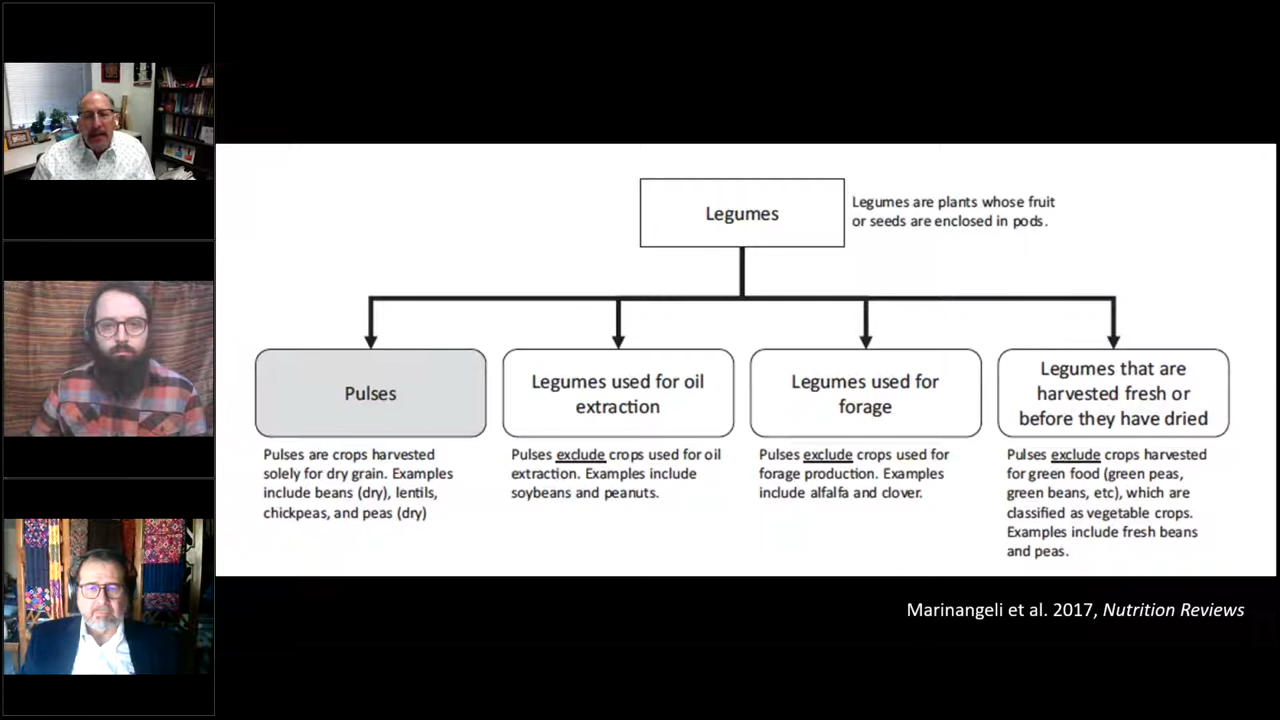 Legumes
Legumes are plants whose fruit
or seeds are enclosed in pods.
Pulses
Pulses are crops harvested
solely for dry grain. Examples
include beans (dry), lentils,
chickpeas, and peas (dry)
Legumes used for oil
extraction
Pulses exclude crops used for oil
extraction. Examples include
soybeans and peanuts.
Legumes used for
forage
Pulses exclude crops used for
forage production. Examples
include alfalfa and clover.
Legumes that are
harvested fresh or
before they have dried
Pulses exclude crops harvested
for green food (green peas,
green beans, etc), which are
classified as vegetable crops.
Examples include fresh beans
and peas.
Marinangeli et al. 2017, Nutrition Reviews